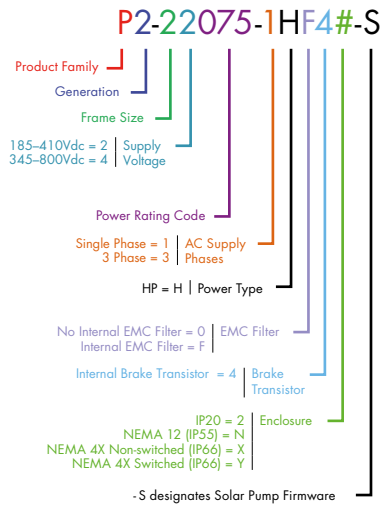 P2-22075-1HF4#-S
Product Family
Generation
Frame Size
185–410Vdc = 2 | Supply
345–800Vdc = 4 | Voltage
Power Rating Code
Single Phase = 1 | AC Supply
3 Phase = 3 | Phases
HP = H | Power Type
No Internal EMC Filter = 0 | EMC Filter
Internal EMC Filter = F
Internal Brake Transistor = 4 | Brake
Transistor
IP20 = 2 | Enclosure
NEMA 12 (IP55) = N
NEMA 4X Non-switched (IP66) = X
NEMA 4X Switched (IP66) = Y
-S designates Solar Pump Firmware